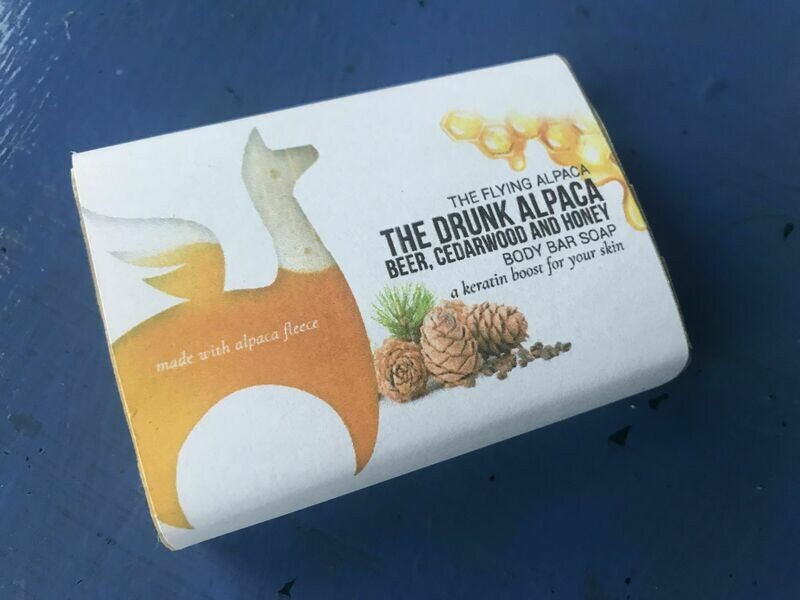 THE FLYING ALPACA
THE DRUNK ALPACA
BEER, CEDARWOOD AND HONEY
BODY BAR SOAP
a keratin boost for your skin
made with alpaca fleece